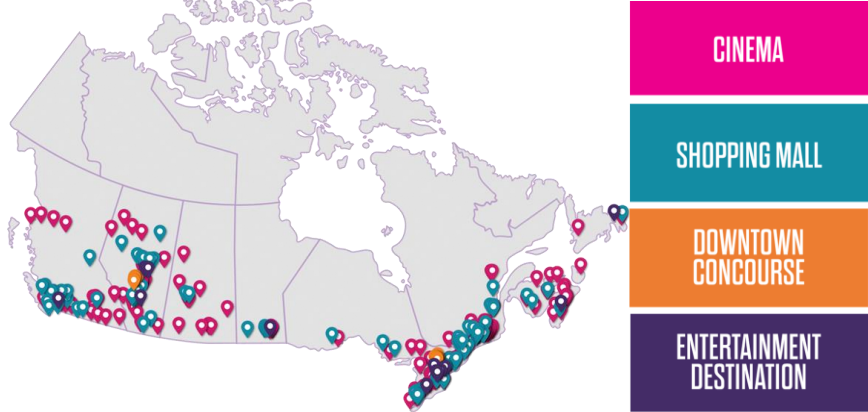 CINEMA
SHOPPING MALL
DOWNTOWN
CONCOURSE
ENTERTAINMENT
DESTINATION